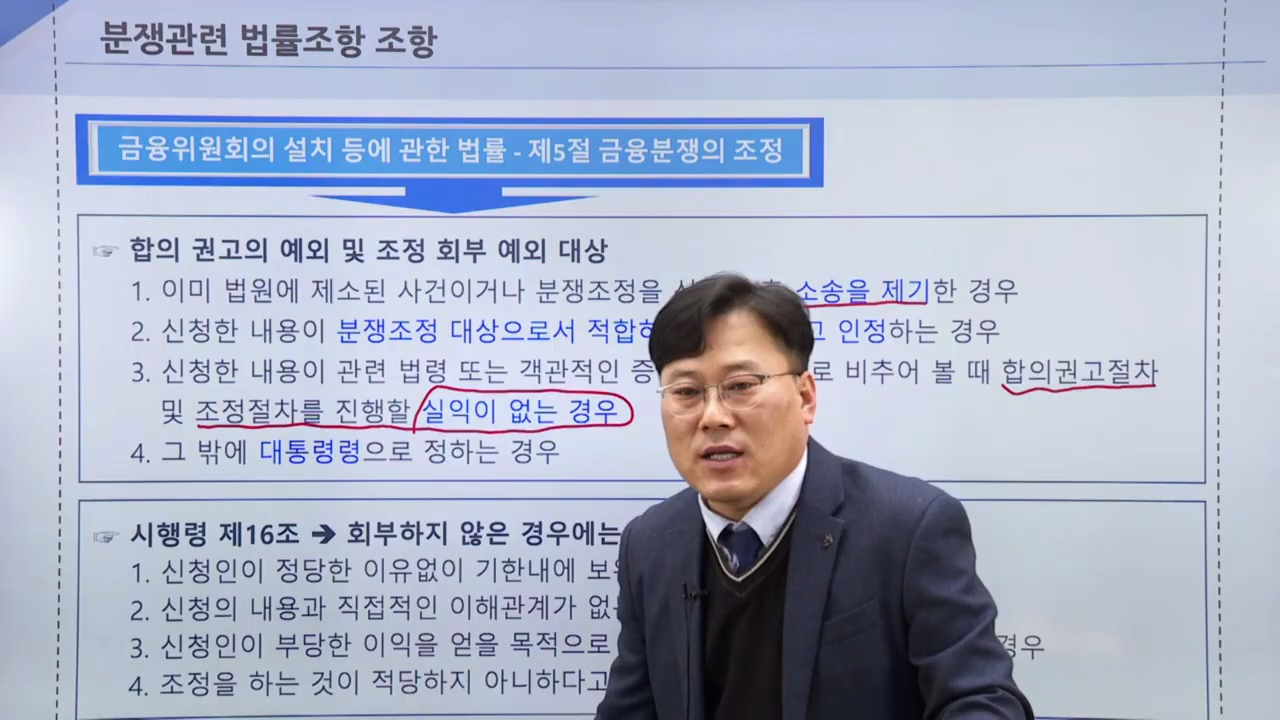 분쟁관련 법률조항 조항
금융위원회의 설치 등에 관한 법률 - 제5절 금융분쟁의 조정
☞ 합의 권고의 예외 및 조정 회부 예외 대상
1. 이미 법원에 제소된 사건이거나 분쟁조정을 소송을 제기한 경우
2. 신청한 내용이 분쟁조정 대상으로서 인정하는 경우
3. 신청한 내용이 관련 법령 또는 객관적인 비추어 볼 때 합의권고절차
및 조정절차를 진행할 실익이 없는 경우
4. 그 밖에 대통령령으로 정하는 경우
☞ 시행령 제16조 → 회부하지 않은 경우에는
1. 신청인이 정당한 이유없이 기한내에
2. 신청의 내용과 직접적인 이해관계가
3. 신청인이 부당한 이익을 얻을 목적으로 경우
4. 조정을 하는 것이 적당하지 아니하다고